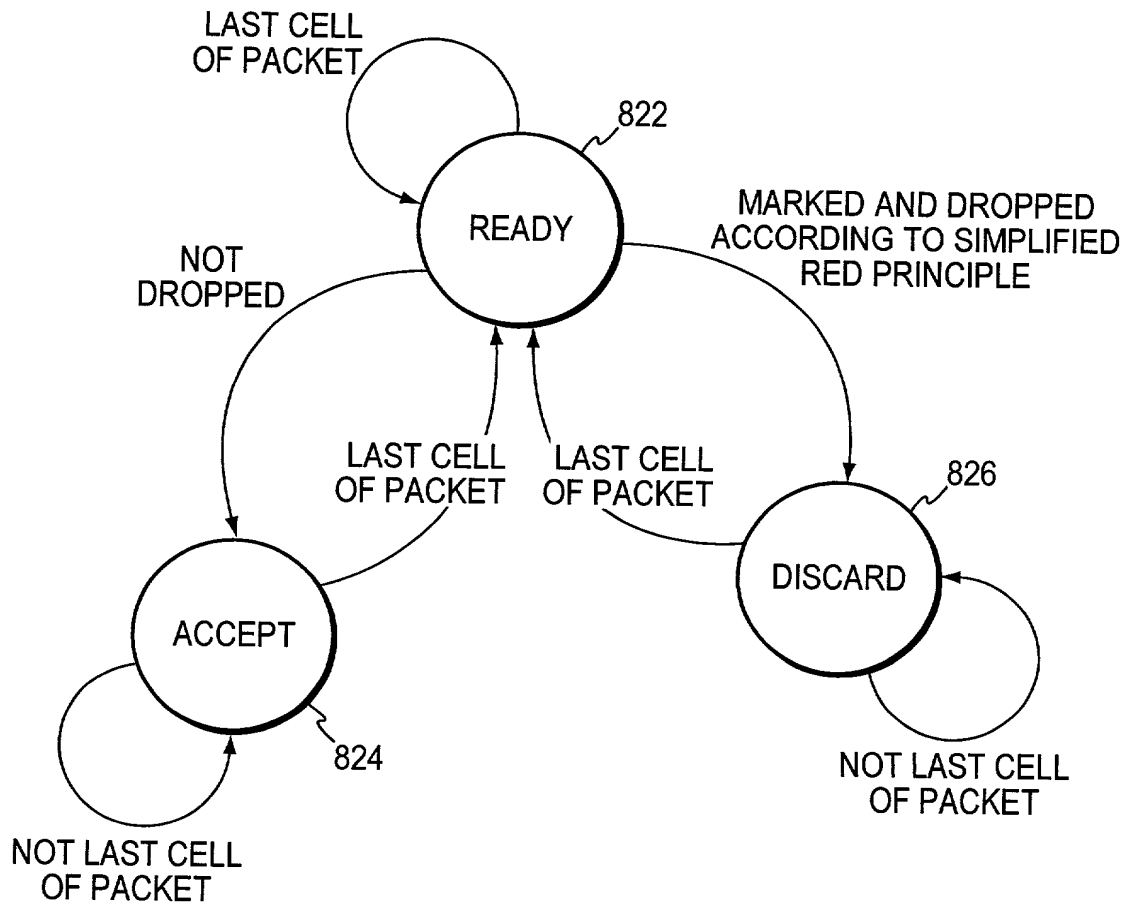 LAST CELL
OF PACKET
822
READY
MARKED AND DROPPED
ACCORDING TO SIMPLIFIED
RED PRINCIPLE
NOT
DROPPED
LAST CELL
OF PACKET
LAST CELL
OF PACKET
826
DISCARD
ACCEPT
824
NOT LAST CELL
OF PACKET
NOT LAST CELL
OF PACKET